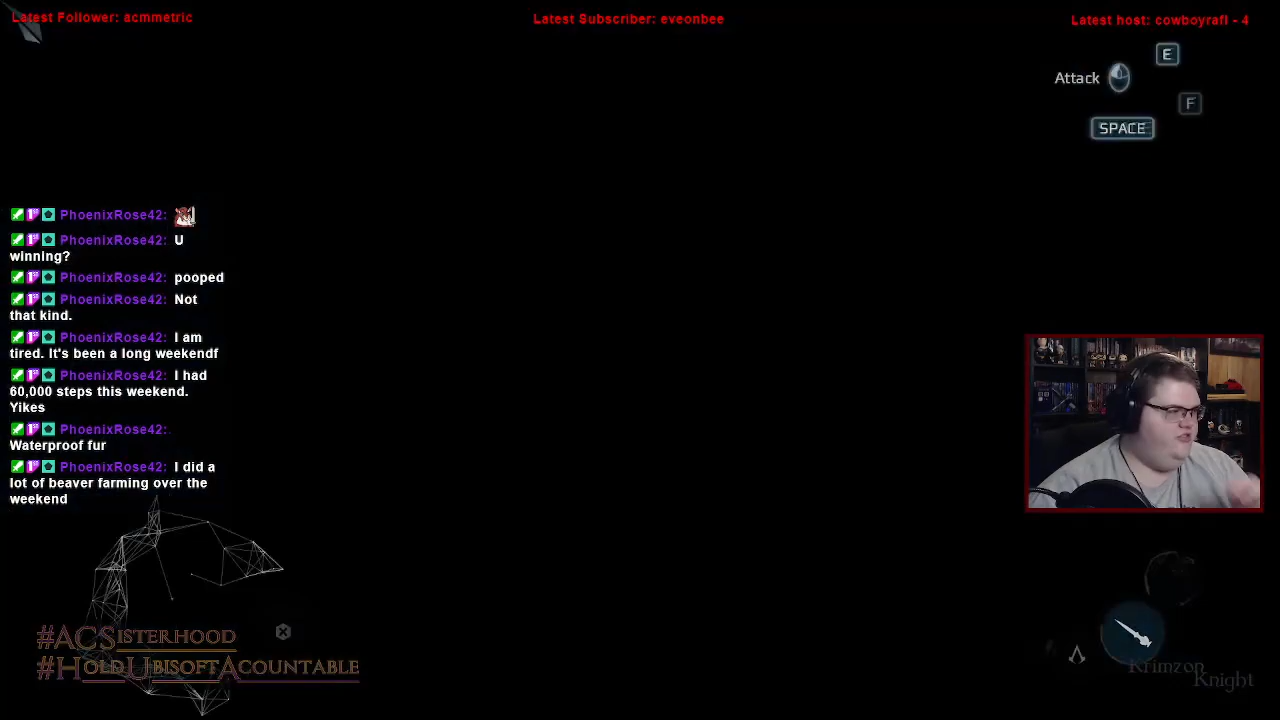 Latest Follower: acmmetric
Latest Subscriber: eveonbee
Latest host: cowboyrafl - 4
E
Attack
F
SPACE
PhoenixRose42:
PhoenixRose42: U
winning?
PhoenixRose42: pooped
PhoenixRose42: Not
that kind.
PhoenixRose42: I am
tired. It's been a long weekendf
PhoenixRose42: I had
60,000 steps this weekend.
Yikes
PhoenixRose42:
Waterproof fur
PhoenixRose42: I did a
lot of beaver farming over the
weekend
#ACSisterhood
#HoldUbisoftAcountable
X
Krimzon
Knight